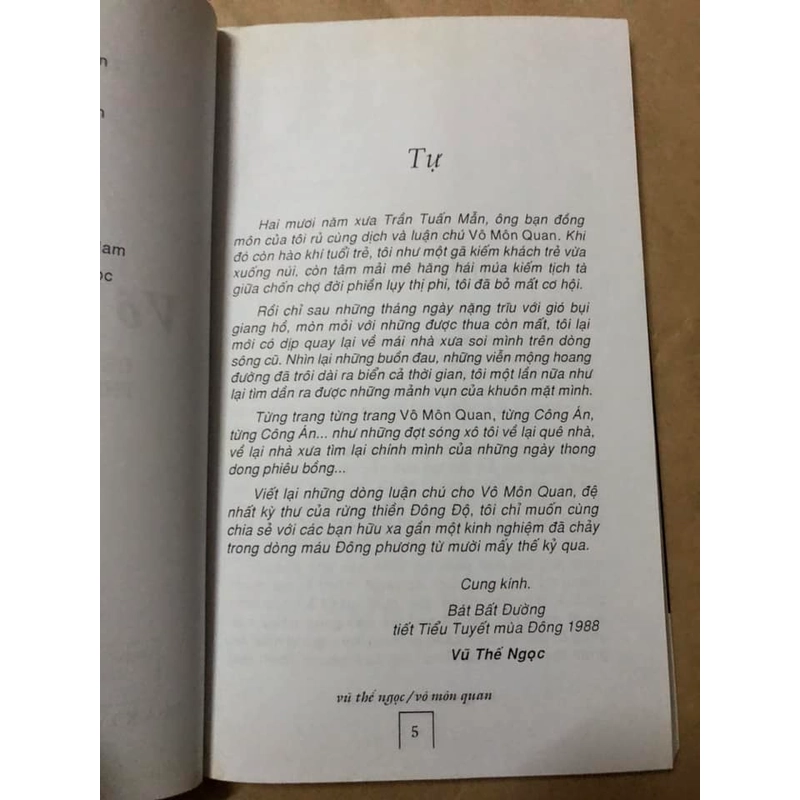 n
n
am
ọc
Tự
Hai mươi năm xưa Trần Tuấn Mẫn, ông bạn đồng
môn của tôi rủ cùng dịch và luận chú Vô Môn Quan. Khi
đó còn hào khí tuổi trẻ, tôi như một gã kiếm khách trẻ vừa
xuống núi, còn tâm mải mê hăng hái múa kiếm tịch tà
giữa chốn chợ đời phiền lụy thị phi, tôi đã bỏ mất cơ hội.
Rồi chỉ sau những tháng ngày nặng trĩu với gió bụi
giang hồ, mòn mỏi với những được thua còn mất, tôi lại
mới có dịp quay lại về mái nhà xưa soi mình trên dòng
sông cũ. Nhìn lại những buồn đau, những viễn mộng hoang
đường đã trôi dài ra biển cả thời gian, tôi một lần nữa như
lại tìm dần ra được những mảnh vụn của khuôn mặt mình.
Từng trang từng trang Vô Môn Quan, từng Công Án,
từng Công Án... như những đợt sóng xô tôi về lại quê nhà,
về lại nhà xưa tìm lại chính mình của những ngày thong
dong phiêu bồng...
Viết lại những dòng luận chú cho Vô Môn Quan, đệ
nhất kỳ thư của rừng thiền Đông Độ, tôi chỉ muốn cùng
chia sẻ với các bạn hữu xa gần một kinh nghiệm đã chảy
trong dòng máu Đông phương từ mười mấy thế kỷ qua.
Cung kính.
Bát Bất Đường
tiết Tiểu Tuyết mùa Đông 1988
Vũ Thế Ngọc
vũ thế ngọc/vô môn quan
5